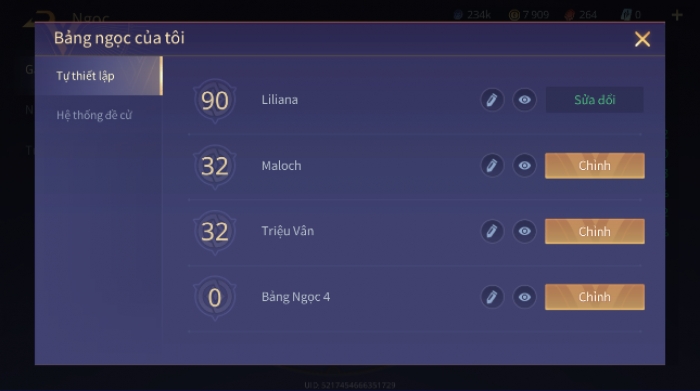 Ngọc
234k 7 909 264 0 +
Bảng ngọc của tôi
Tự thiết lập
Hệ thống đề cử
90 Liliana Sửa đổi
32 Maloch Chỉnh
32 Triệu Vân Chỉnh
0 Bảng Ngọc 4 Chỉnh